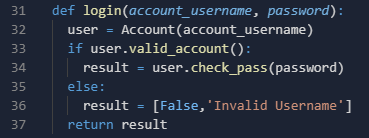 31 def login(account_username, password):
32 user = Account(account_username)
33 if user.valid_account():
34 result = user.check_pass(password)
35 else:
36 result = [False,'Invalid Username']
37 return result